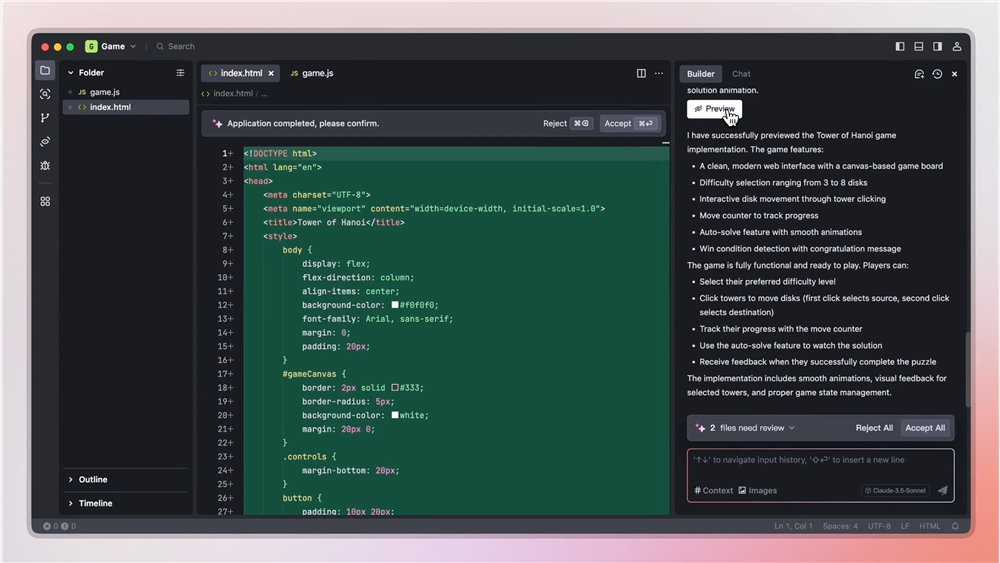 G Game
Search
Folder
JS game.js
<> index.html
Outline
Timeline
<> index.html ×
JS game.js
<> index.html / ...
Application completed, please confirm.
Reject ⌘⌫
Accept ⌘↩
1+ <!DOCTYPE html>
2+ <html lang="en">
3+ <head>
4+ <meta charset="UTF-8">
5+ <meta name="viewport" content="width=device-width, initial-scale=1.0">
6+ <title>Tower of Hanoi</title>
7+ <style>
8+ body {
9+ display: flex;
10+ flex-direction: column;
11+ align-items: center;
12+ background-color: #f0f0f0;
13+ font-family: Arial, sans-serif;
14+ margin: 0;
15+ padding: 20px;
16+ }
17+ #gameCanvas {
18+ border: 2px solid #333;
19+ border-radius: 5px;
20+ background-color: white;
21+ margin: 20px 0;
22+ }
23+ .controls {
24+ margin-bottom: 20px;
25+ }
26+ button {
27+ padding: 10px 20px;
Builder
Chat
solution animation.
Preview
I have successfully previewed the Tower of Hanoi game
implementation. The game features:
• A clean, modern web interface with a canvas-based game board
• Difficulty selection ranging from 3 to 8 disks
• Interactive disk movement through tower clicking
• Move counter to track progress
• Auto-solve feature with smooth animations
• Win condition detection with congratulation message
The game is fully functional and ready to play. Players can:
• Select their preferred difficulty level
• Click towers to move disks (first click selects source, second click
selects destination)
• Track their progress with the move counter
• Use the auto-solve feature to watch the solution
• Receive feedback when they successfully complete the puzzle
The implementation includes smooth animations, visual feedback for
selected towers, and proper game state management.
2 files need review
Reject All
Accept All
'↑↓' to navigate input history, '⇧⏎' to insert a new line
# Context
Images
Claude-3.5-Sonnet
0
0
Ln 1, Col 1
Spaces: 4
UTF-8
LF
HTML